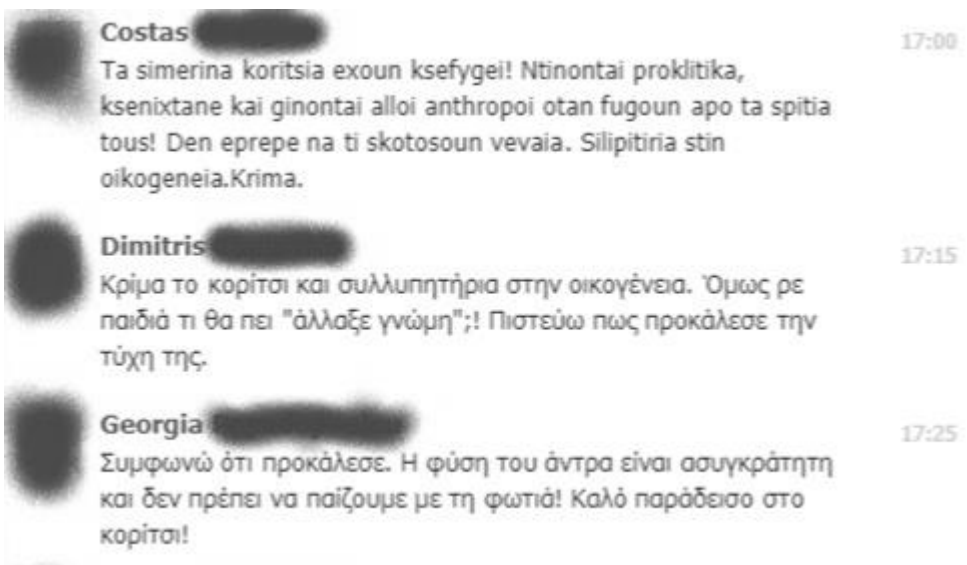 Costas
17:00
Ta simerina koritsia exoun ksefygei! Ntinontai proklitika,
ksenixtane kai ginontai alloi anthropoi otan fugoun apo ta spitia
tous! Den eprepe na ti skotosoun vevaia. Silipitiria stin
oikogeneia.Krima.
Dimitris
17:15
Κρίμα το κορίτσι και συλλυπητήρια στην οικογένεια. Όμως ρε
παιδιά τι θα πει "άλλαξε γνώμη";! Πιστεύω πως προκάλεσε την
τύχη της.
Georgia
17:25
Συμφωνώ ότι προκάλεσε. Η φύση του άντρα είναι ασυγκράτητη
και δεν πρέπει να παίζουμε με τη φωτιά! Καλό παράδεισο στο
κορίτσι!